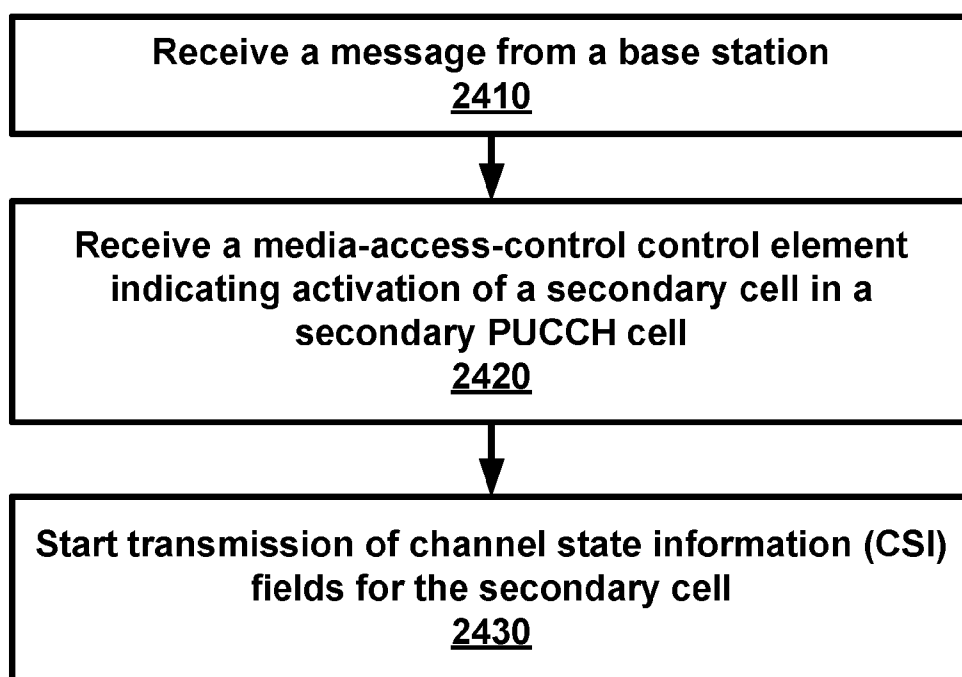 Receive a message from a base station
2410
Receive a media-access-control control element
indicating activation of a secondary cell in a
secondary PUCCH cell
2420
Start transmission of channel state information (CSI)
fields for the secondary cell
2430